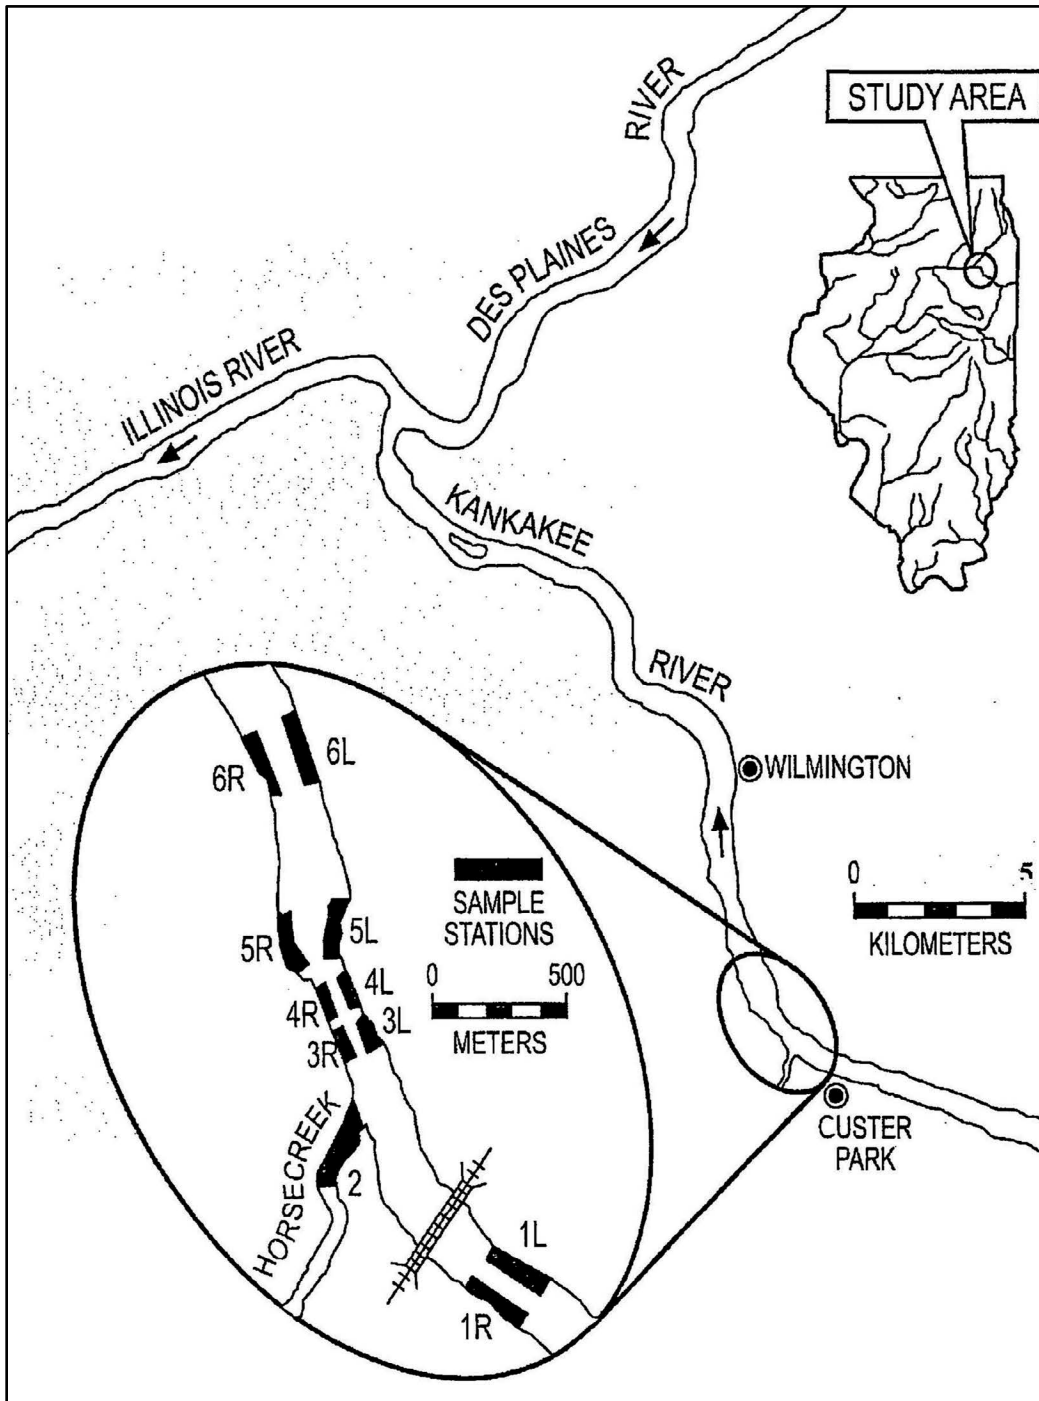 RIVER
STUDY AREA
DES PLAINES
ILLINOIS RIVER
KANKAKEE
RIVER
WILMINGTON
6L
6R
SAMPLE
STATIONS
0 5
KILOMETERS
5L
5R
4L
0 500
4R
3L
METERS
3R
HORSECREEK
2
CUSTER
PARK
1L
1R